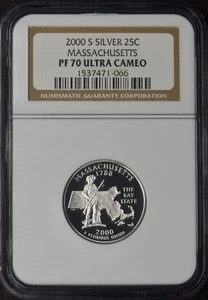 2000 S SILVER 25C
MASSACHUSETTS
PF 70 ULTRA CAMEO
1537471-066
NUMISMATIC GUARANTY CORPORATION
MASSACHUSETTS
1788
THE
BAY
STATE
2000
E PLURIBUS UNUM